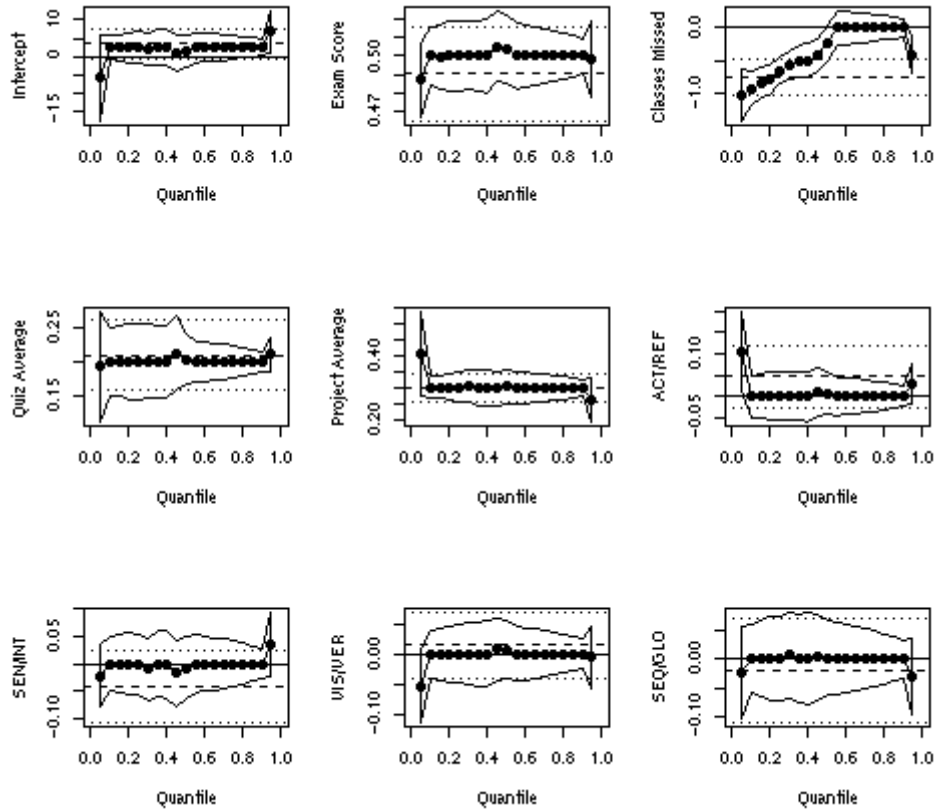 Intercept
10
0
-15
0.0 0.2 0.4 0.6 0.8 1.0
Quantile
Exam Score
0.50
0.47
0.0 0.2 0.4 0.6 0.8 1.0
Quantile
Classes Missed
0.0
-1.0
0.0 0.2 0.4 0.6 0.8 1.0
Quantile
Quiz Average
0.25
0.15
0.0 0.2 0.4 0.6 0.8 1.0
Quantile
Project Average
0.40
0.20
0.0 0.2 0.4 0.6 0.8 1.0
Quantile
ACT/REF
0.10
-0.05
0.0 0.2 0.4 0.6 0.8 1.0
Quantile
SEN/INT
0.05
-0.10
0.0 0.2 0.4 0.6 0.8 1.0
Quantile
VIS/VER
0.00
-0.10
0.0 0.2 0.4 0.6 0.8 1.0
Quantile
SEQ/GLO
0.00
-0.10
0.0 0.2 0.4 0.6 0.8 1.0
Quantile